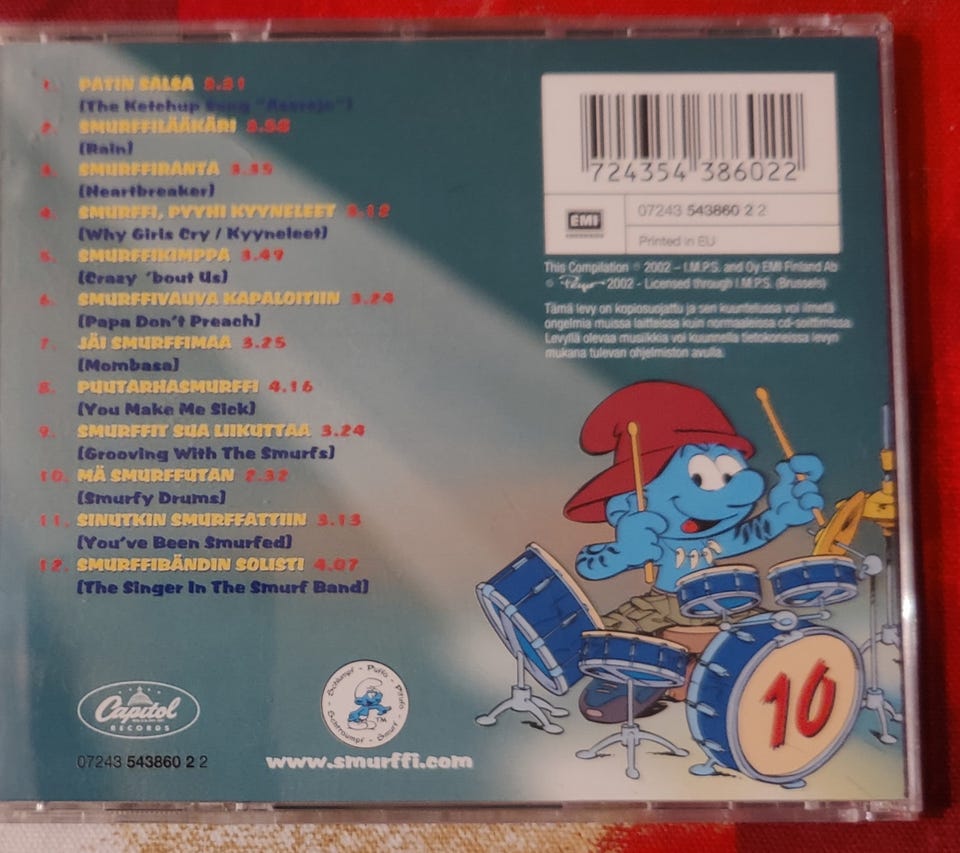 1. PATIN SALSA 3.31
(The Ketchup Song "Asereje")
2. SMURFFILÄÄKÄRI 3.58
(Rain)
3. SMURFFIRANTA 3.35
(Heartbreaker)
4. SMURFFI, PYYHI KYYNELEET 3.12
(Why Girls Cry / Kyyneleet)
5. SMURFFIKIMPPA 3.49
(Crazy 'bout Us)
6. SMURFFIVAUVA KAPALOITIIN 3.24
(Papa Don't Preach)
7. JÄI SMURFFIMAA 3.25
(Mombasa)
8. PUUTARHASMURFFI 4.16
(You Make Me Sick)
9. SMURFFIT SUA LIIKUTTAA 3.24
(Grooving With The Smurfs)
10. MÄ SMURFFUTAN 2.32
(Smurfy Drums)
11. SINUTKIN SMURFFATTIIN 3.13
(You've Been Smurfed)
12. SMURFFIBÄNDIN SOLISTI 4.07
(The Singer In The Smurf Band)
724354 386022
EMI
07243 543860 2 2
Printed in EU
This Compilation ℗ 2002 – I.M.P.S. and Oy EMI Finland Ab
© Peyo 2002 - Licensed through I.M.P.S. (Brussels)
Tämä levy on kopiosuojattu ja sen kuuntelussa voi ilmetä
ongelmia muissa laitteissa kuin normaaleissa cd-soittimissa.
Levyllä olevaa musiikkia voi kuunnella tietokoneissa levyn
mukana tulevan ohjelmiston avulla.
10
Capitol
RECORDS
Schlumpf - Puffo - Pitufo - Smurf - Schtroumpf -
TM
07243 543860 2 2
www.smurffi.com